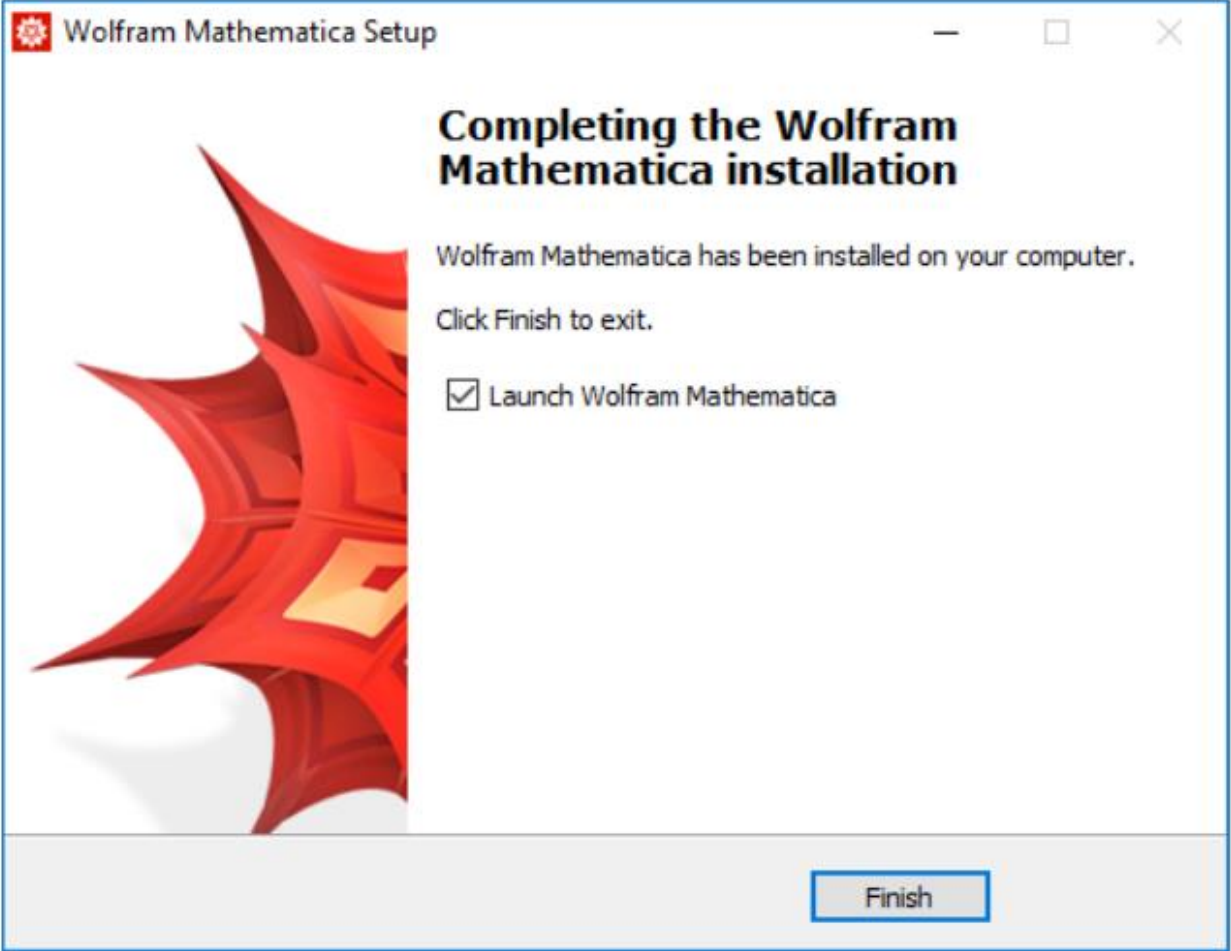 Wolfram Mathematica Setup
Completing the Wolfram
Mathematica installation
Wolfram Mathematica has been installed on your computer.
Click Finish to exit.
Launch Wolfram Mathematica
Finish